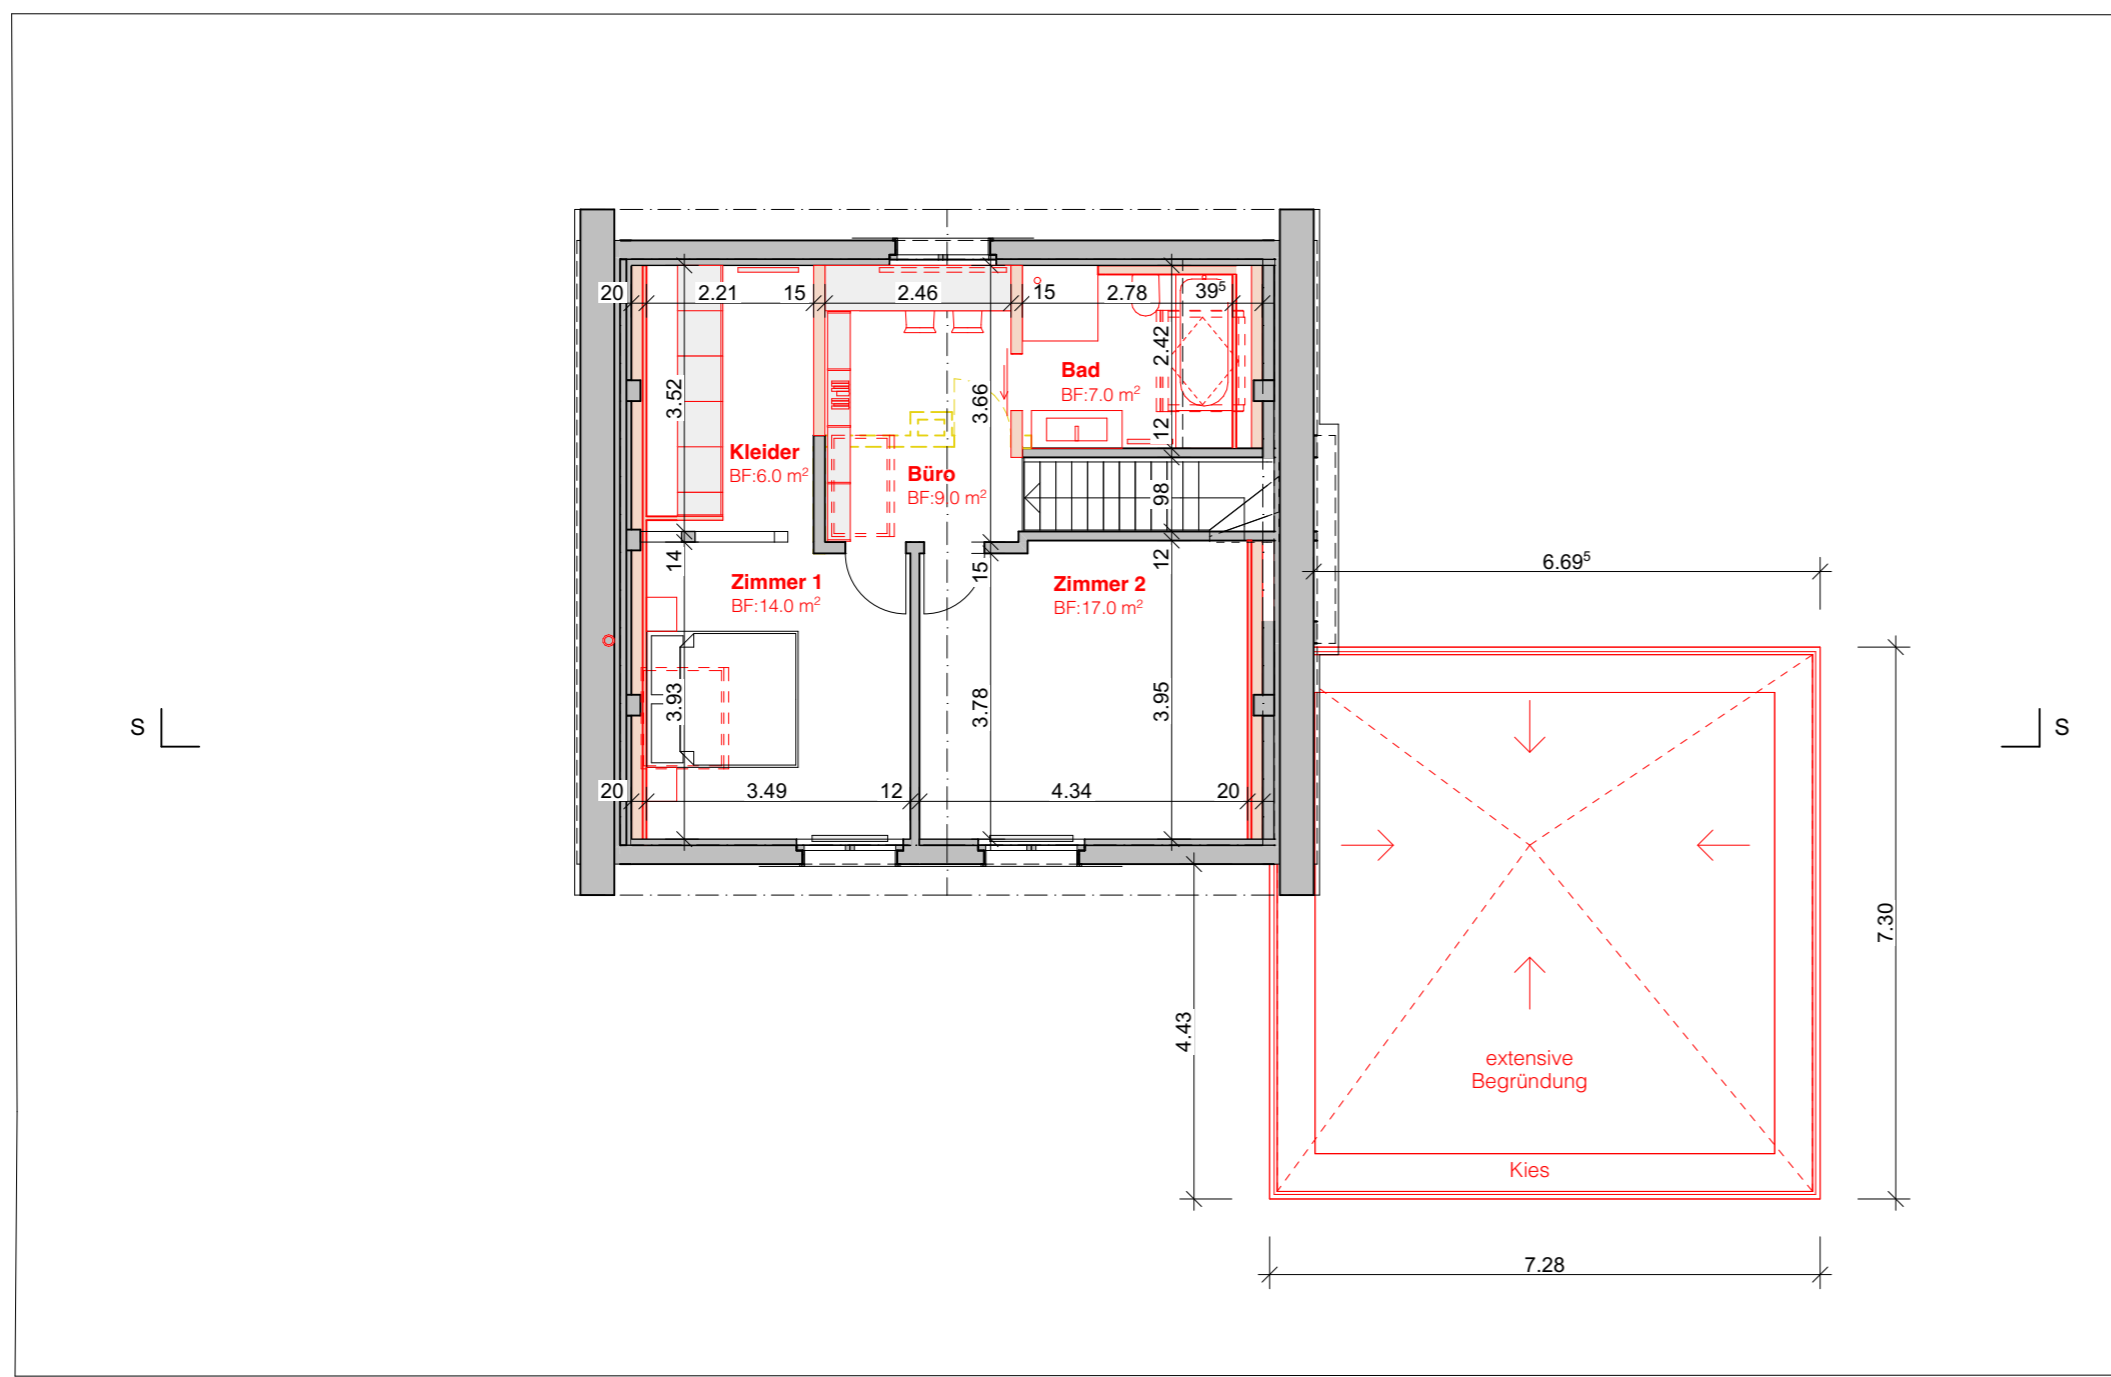 20 2.21 15 2.46 15 2.78 39⁵
2.42
3.52
3.66
Bad
BF:7.0 m²
12
Kleider
BF:6.0 m²
Büro
BF:9.0 m²
98
14
15
12
6.69⁵
Zimmer 1
BF:14.0 m²
Zimmer 2
BF:17.0 m²
3.93
3.78
3.95
S
S
20 3.49 12 4.34 20
7.30
4.43
extensive
Begründung
Kies
7.28